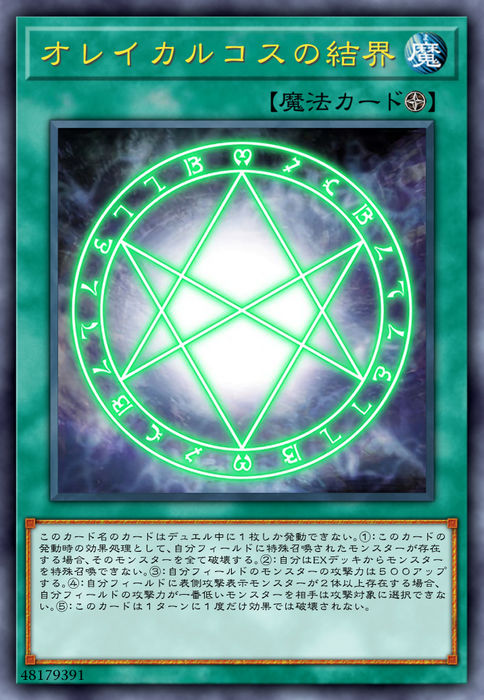 オレイカルコスの結界
魔
【魔法カード】
このカード名のカードはデュエル中に1枚しか発動できない。①:このカードの
発動時の効果処理として、自分フィールドに特殊召喚されたモンスターが存在
する場合、そのモンスターを全て破壊する。②:自分はEXデッキからモンスター
を特殊召喚できない。③:自分フィールドのモンスターの攻撃力は500アップ
する。④:自分フィールドに表側攻撃表示モンスターが2体以上存在する場合、
自分フィールドの攻撃力が一番低いモンスターを相手は攻撃対象に選択でき
ない。⑤:このカードは1ターンに1度だけ効果では破壊されない。
48179391